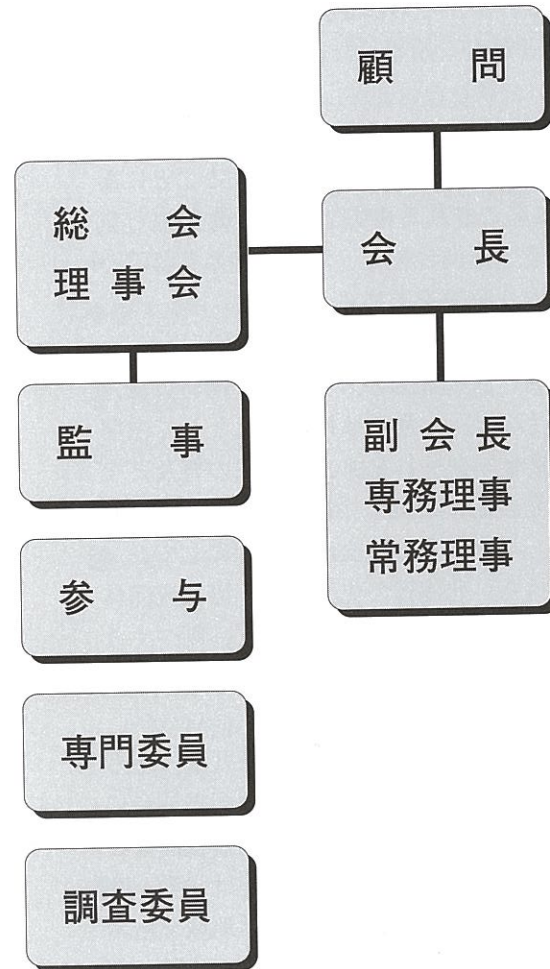 顧問
総会
理事会
会長
監事
副会長
専務理事
常務理事
参与
専門委員
調査委員